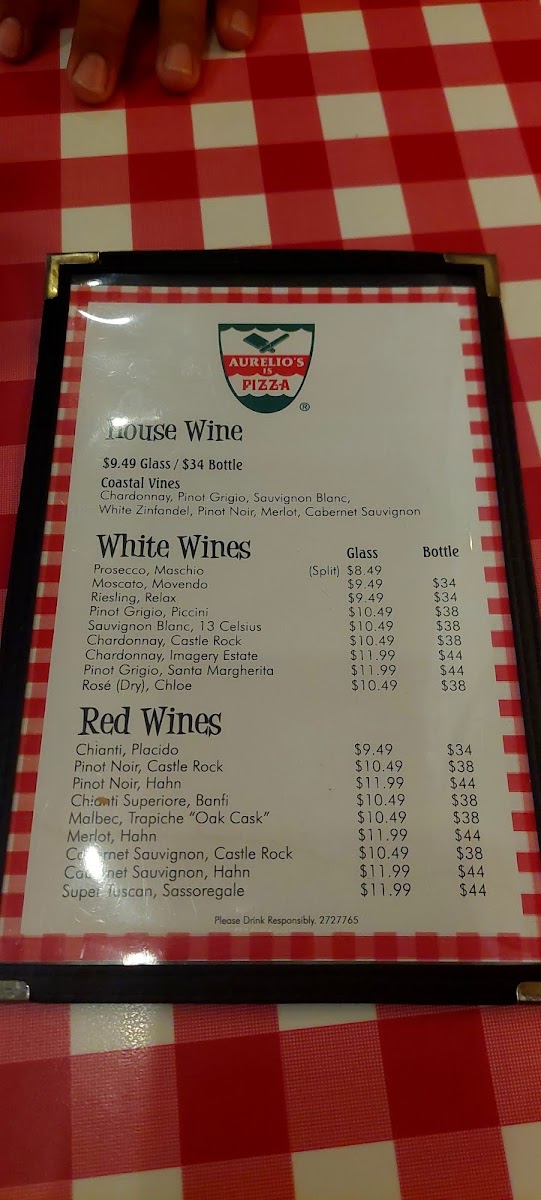 AURELIO'S
IS
PIZZA
®
House Wine
$9.49 Glass / $34 Bottle
Coastal Vines
Chardonnay, Pinot Grigio, Sauvignon Blanc,
White Zinfandel, Pinot Noir, Merlot, Cabernet Sauvignon
White Wines Glass Bottle
Prosecco, Maschio (Split) $8.49
Moscato, Movendo $9.49 $34
Riesling, Relax $9.49 $34
Pinot Grigio, Piccini $10.49 $38
Sauvignon Blanc, 13 Celsius $10.49 $38
Chardonnay, Castle Rock $10.49 $38
Chardonnay, Imagery Estate $11.99 $44
Pinot Grigio, Santa Margherita $11.99 $44
Rosé (Dry), Chloe $10.49 $38
Red Wines
Chianti, Placido $9.49 $34
Pinot Noir, Castle Rock $10.49 $38
Pinot Noir, Hahn $11.99 $44
Chianti Superiore, Banfi $10.49 $38
Malbec, Trapiche "Oak Cask" $10.49 $38
Merlot, Hahn $11.99 $44
Cabernet Sauvignon, Castle Rock $10.49 $38
Cabernet Sauvignon, Hahn $11.99 $44
Super Tuscan, Sassoregale $11.99 $44
Please Drink Responsibly. 2727765